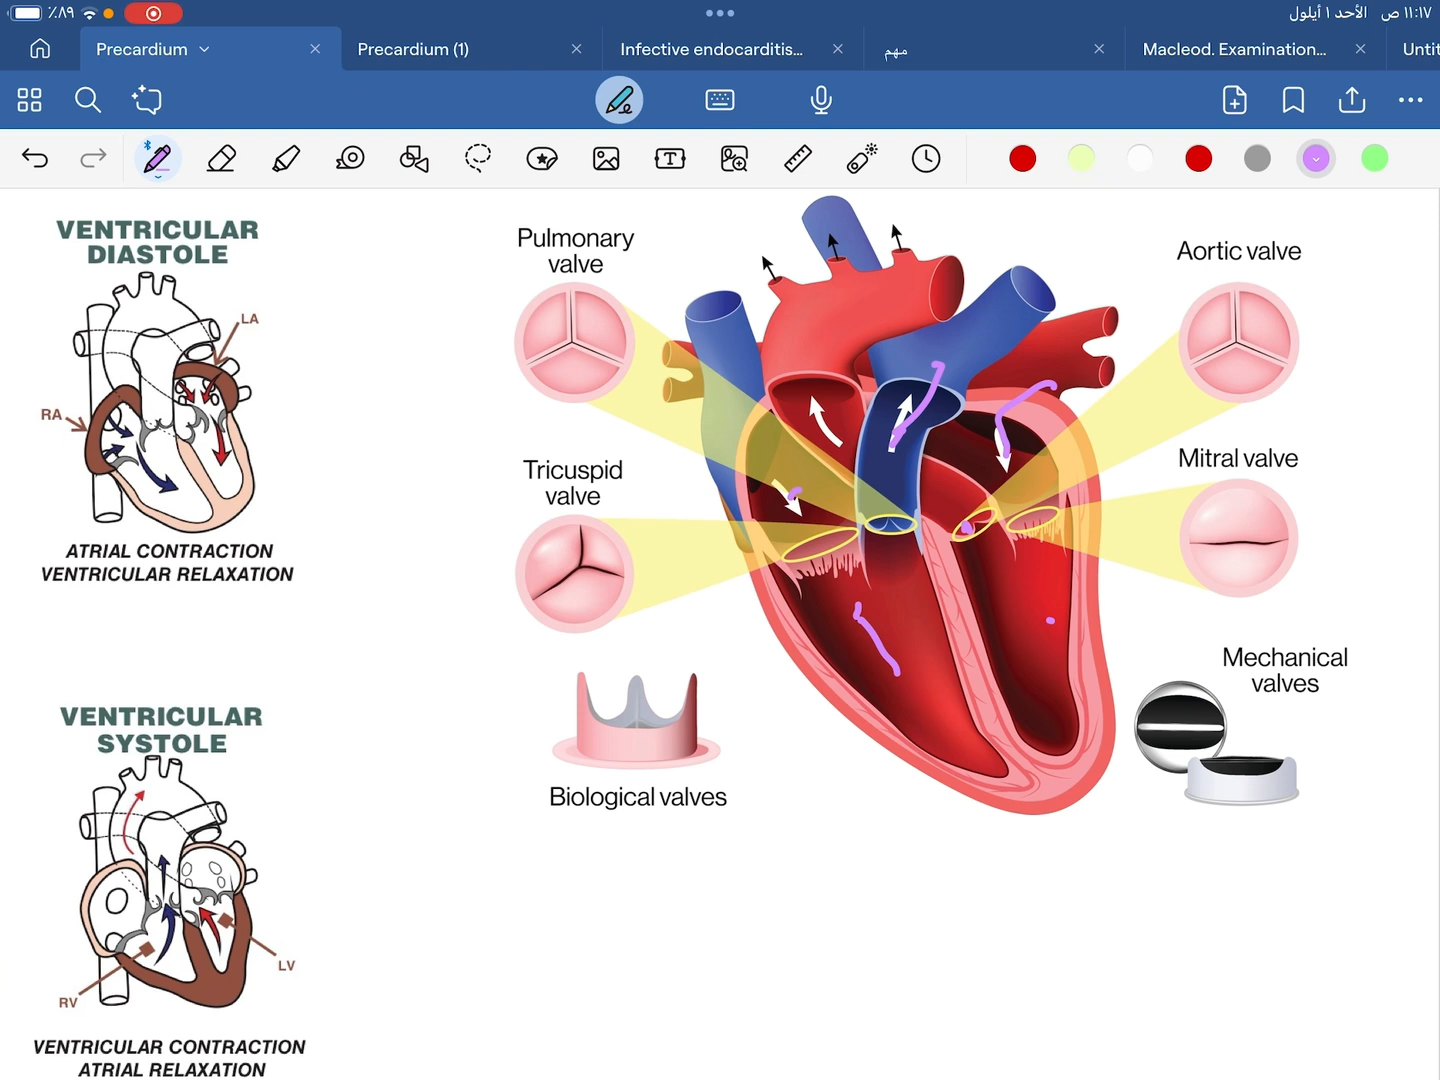 ٪٨٩
١١:١٧ ص الأحد ١ أيلول
Precardium
Precardium (1)
Infective endocarditis...
مهم
Macleod. Examination...
Untit
VENTRICULAR
DIASTOLE
LA
RA
ATRIAL CONTRACTION
VENTRICULAR RELAXATION
VENTRICULAR
SYSTOLE
LV
RV
VENTRICULAR CONTRACTION
ATRIAL RELAXATION
Pulmonary
valve
Aortic valve
Tricuspid
valve
Mitral valve
Biological valves
Mechanical
valves